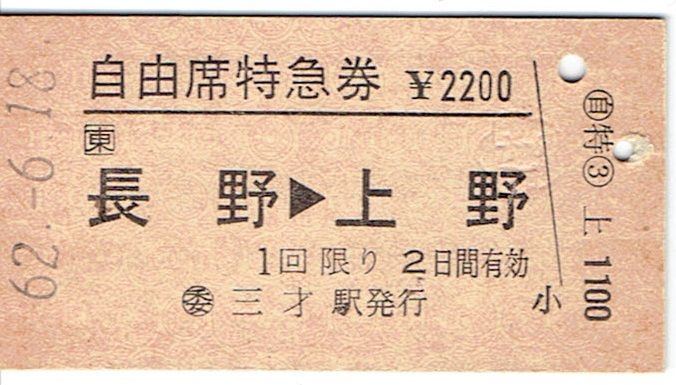 62.-6.18
自由席特急券 ¥2200
東
長野▶上野
1回限り 2日間有効
委 三才駅発行
小
自特③ 上 1100